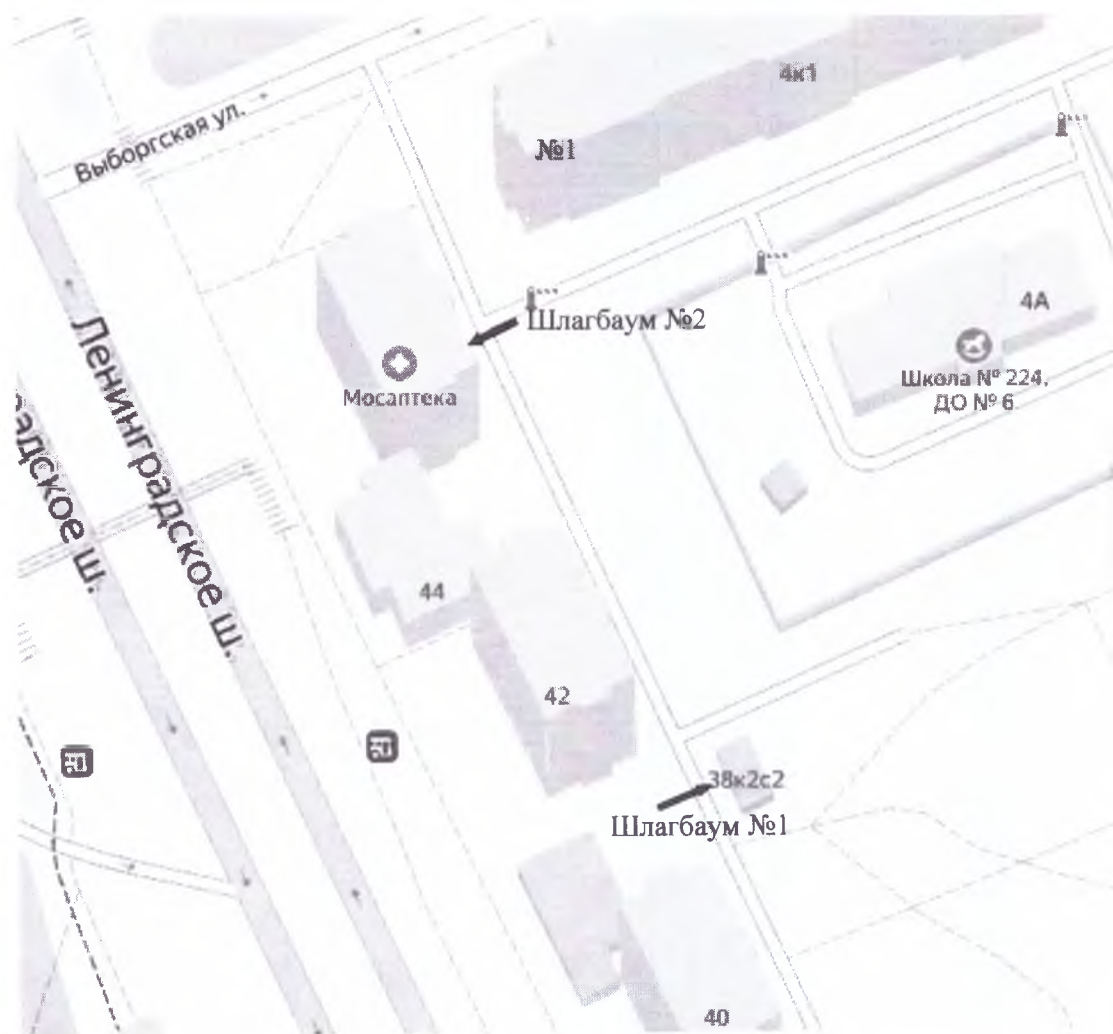 4к1
№1
Выборгская ул.
4А
Шлагбаум №2
Школа № 224,
ДО № 6
Мосаптека
Ленинградское ш.
адское ш.
44
42
38к2с2
Шлагбаум №1
40